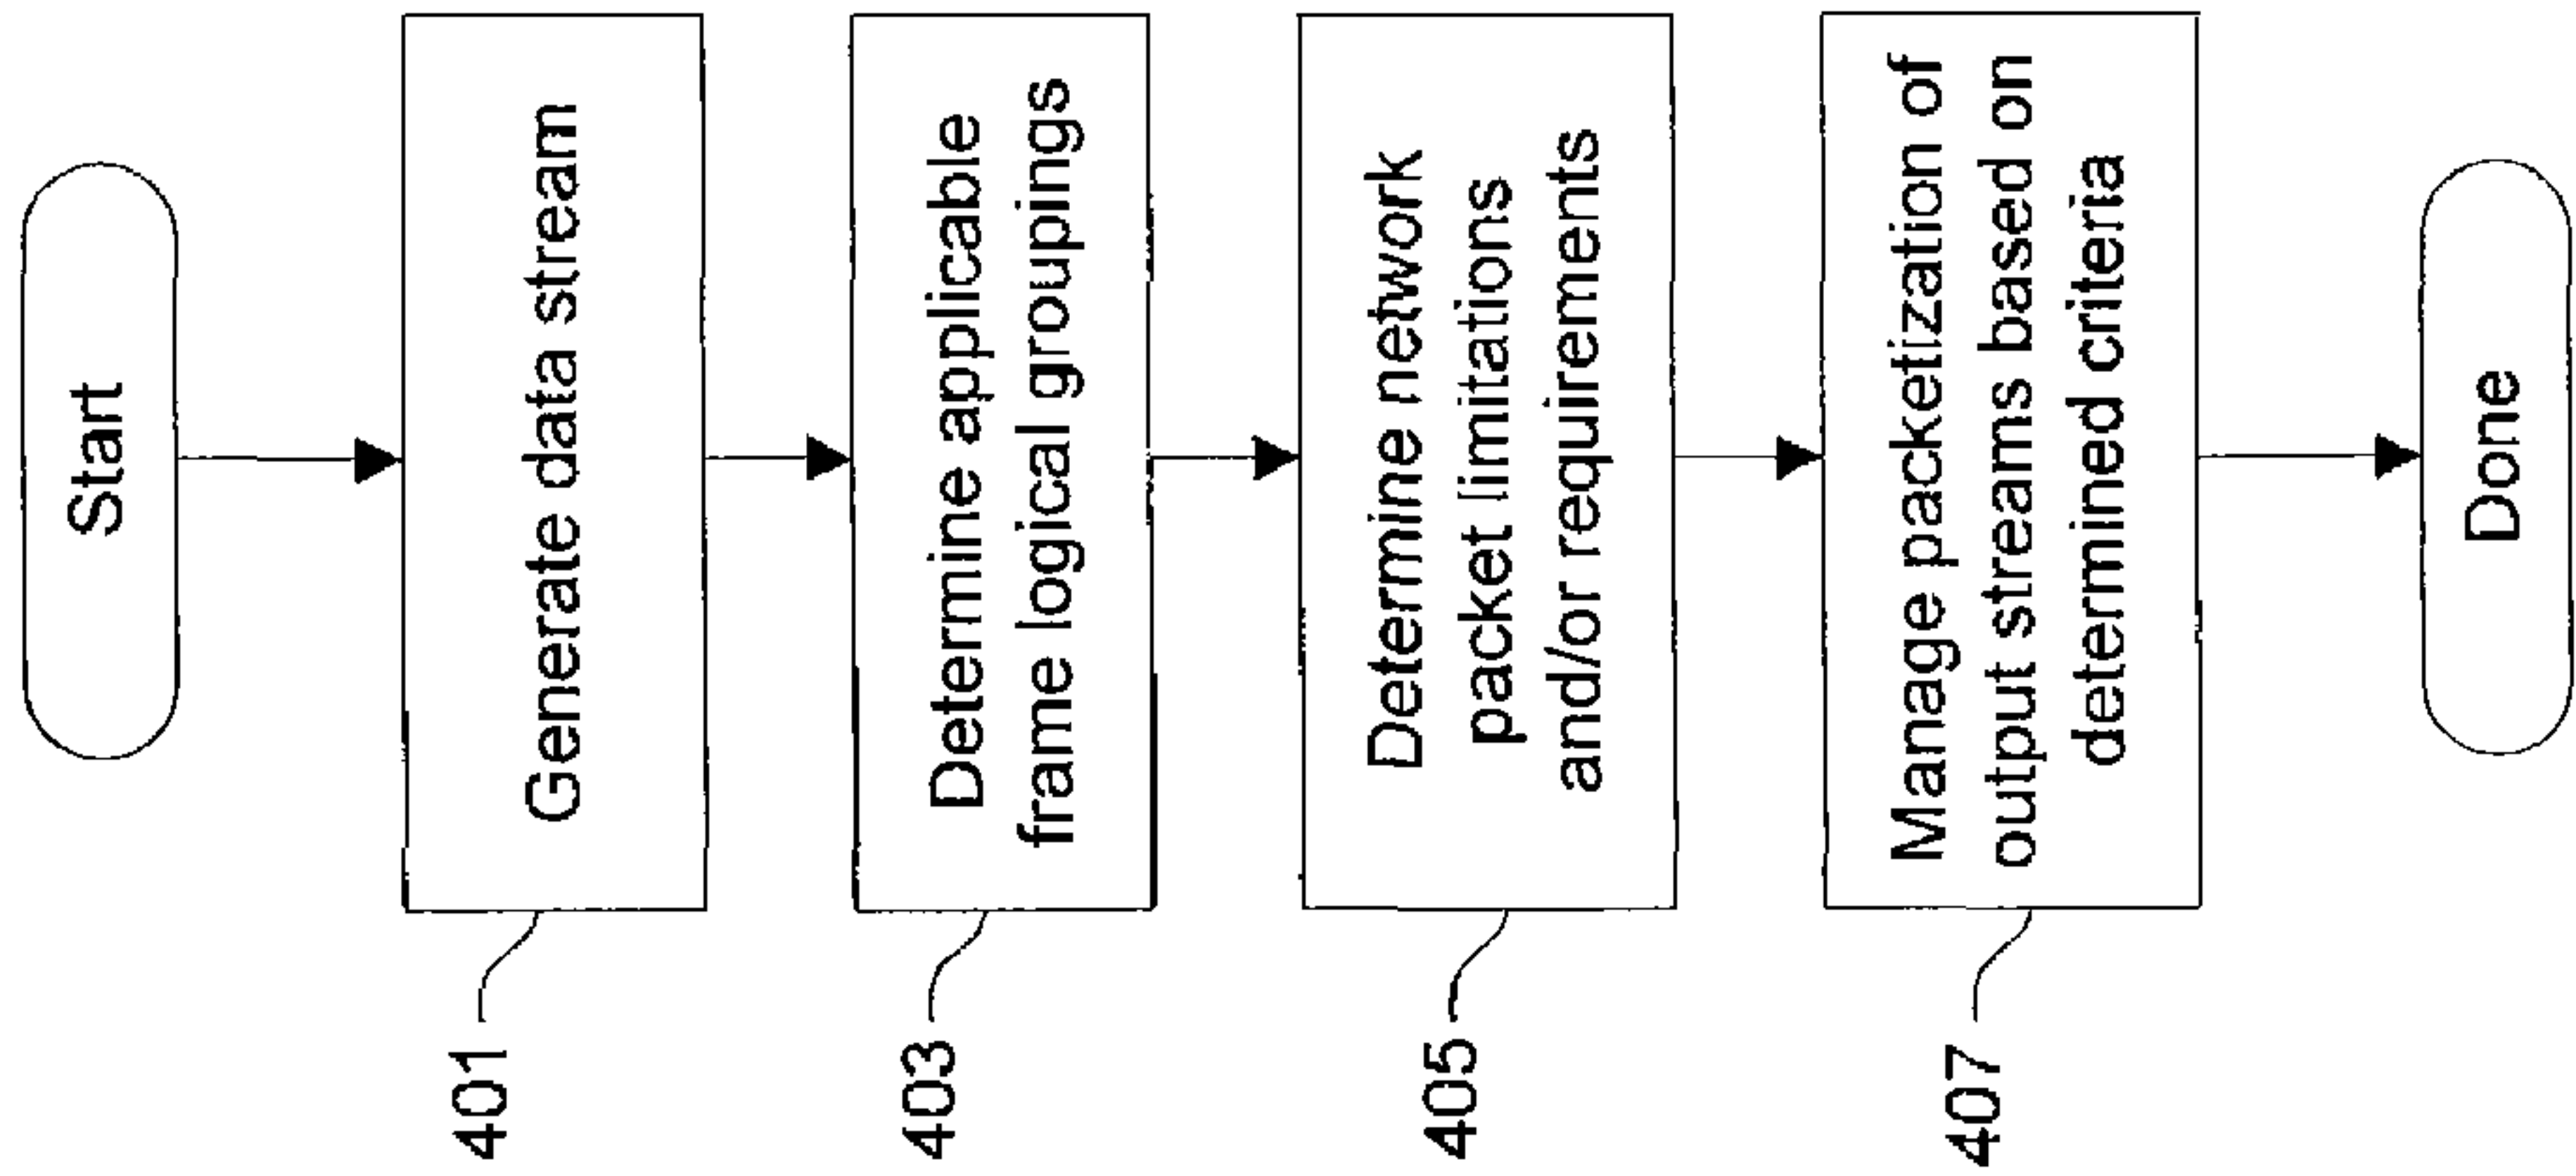 Start
401
Generate data stream
403
Determine applicable
frame logical groupings
405
Determine network
packet limitations
and/or requirements
407
Manage packetization of
output streams based on
determined criteria
Done